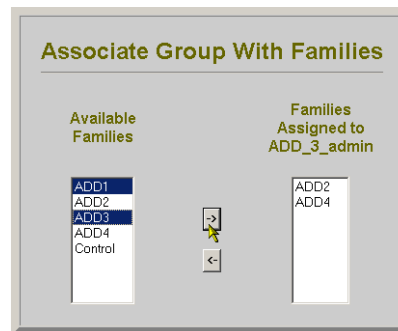 Associate Group With Families
Available
Families
Families
Assigned to
ADD_3_admin
ADD1
ADD2
ADD3
ADD4
Control
->
<-
ADD2
ADD4